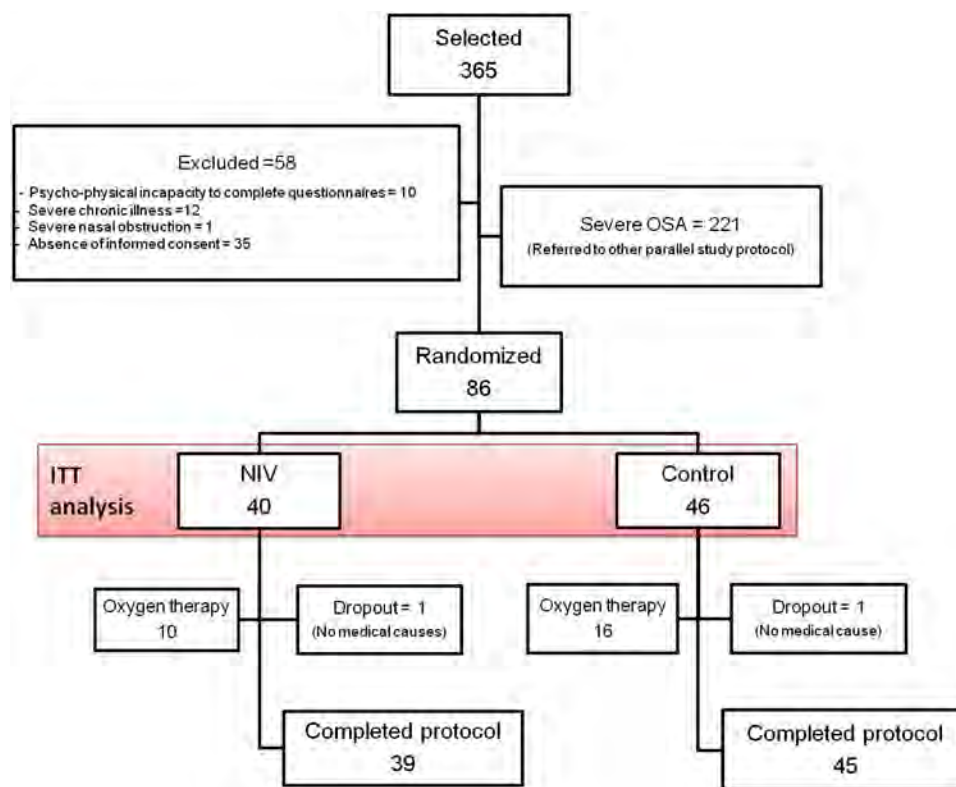 Selected
365
Excluded =58
- Psycho-physical incapacity to complete questionnaires = 10
- Severe chronic illness =12
- Severe nasal obstruction = 1
- Absence of informed consent = 35
Severe OSA = 221
(Referred to other parallel study protocol)
Randomized
86
ITT
analysis
NIV
40
Control
46
Oxygen therapy
10
Dropout = 1
(No medical causes)
Oxygen therapy
16
Dropout = 1
(No medical cause)
Completed protocol
39
Completed protocol
45